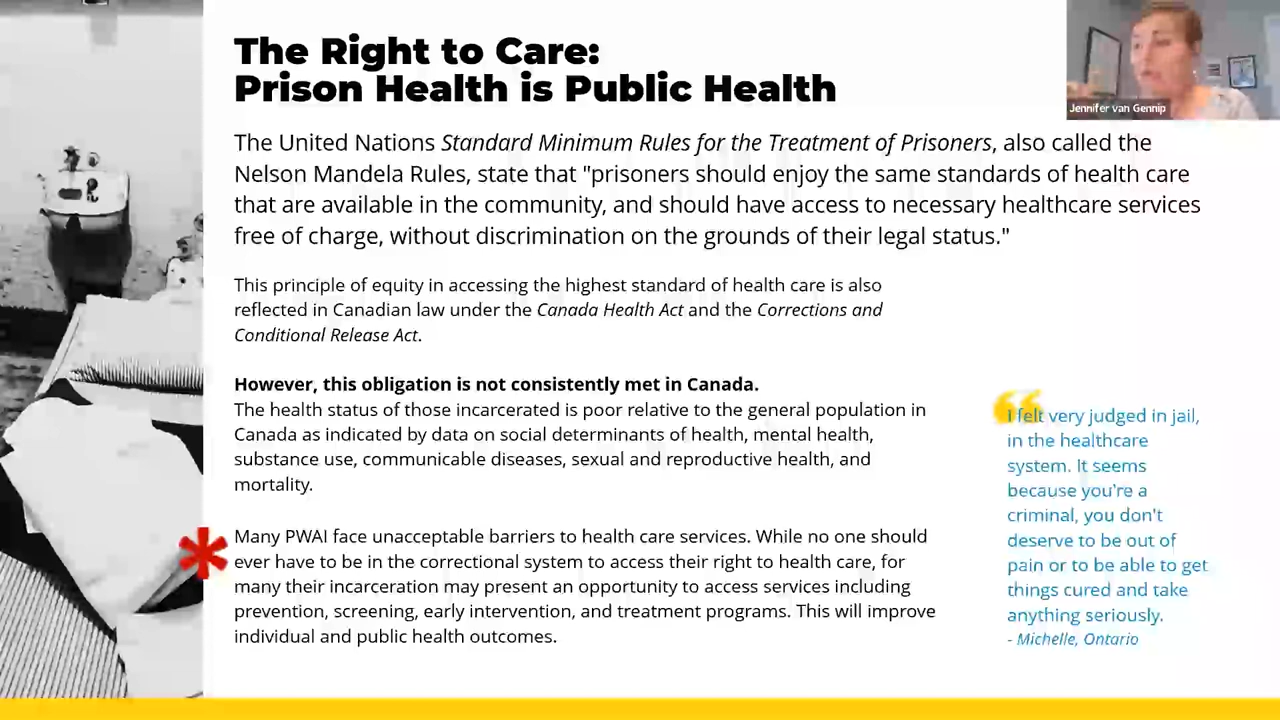 The Right to Care:
Prison Health is Public Health
Jennifer van Gennip
The United Nations Standard Minimum Rules for the Treatment of Prisoners, also called the
Nelson Mandela Rules, state that "prisoners should enjoy the same standards of health care
that are available in the community, and should have access to necessary healthcare services
free of charge, without discrimination on the grounds of their legal status."
This principle of equity in accessing the highest standard of health care is also
reflected in Canadian law under the Canada Health Act and the Corrections and
Conditional Release Act.
However, this obligation is not consistently met in Canada.
The health status of those incarcerated is poor relative to the general population in
Canada as indicated by data on social determinants of health, mental health,
substance use, communicable diseases, sexual and reproductive health, and
mortality.
* Many PWAI face unacceptable barriers to health care services. While no one should
ever have to be in the correctional system to access their right to health care, for
many their incarceration may present an opportunity to access services including
prevention, screening, early intervention, and treatment programs. This will improve
individual and public health outcomes.
“
I felt very judged in jail,
in the healthcare
system. It seems
because you're a
criminal, you don't
deserve to be out of
pain or to be able to get
things cured and take
anything seriously.
- Michelle, Ontario